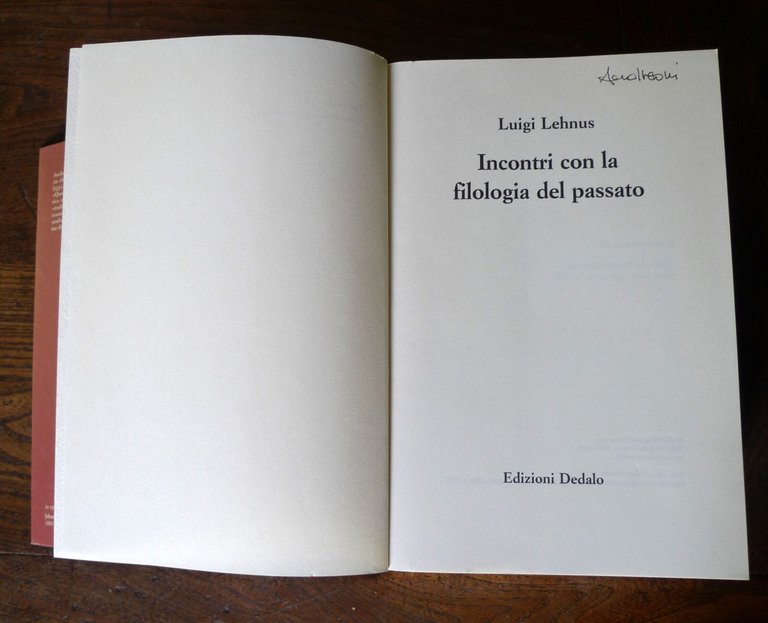 Luigi Lehnus
Incontri con la
filologia del passato
Edizioni Dedalo